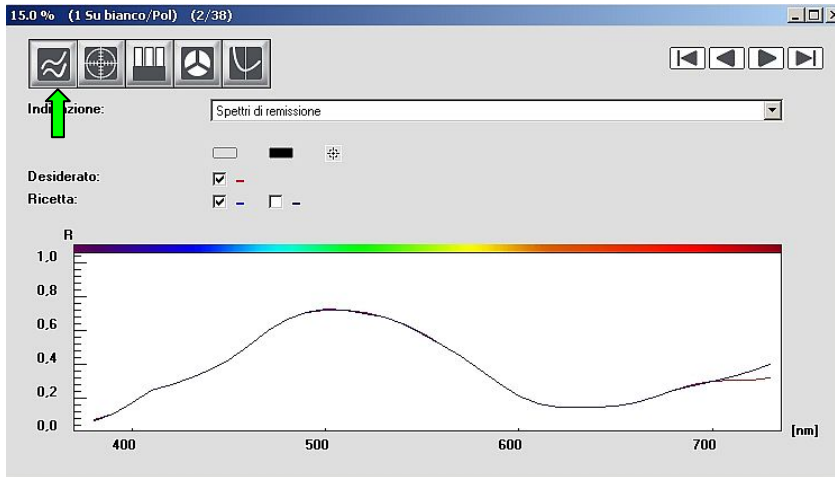 15.0 % (1 Su bianco/Pol) (2/38)
Indicazione:
Spettri di remissione
Desiderato:
Ricetta:
R
1,0
0,8
0,6
0,4
0,2
0,0
400 500 600 700 [nm]